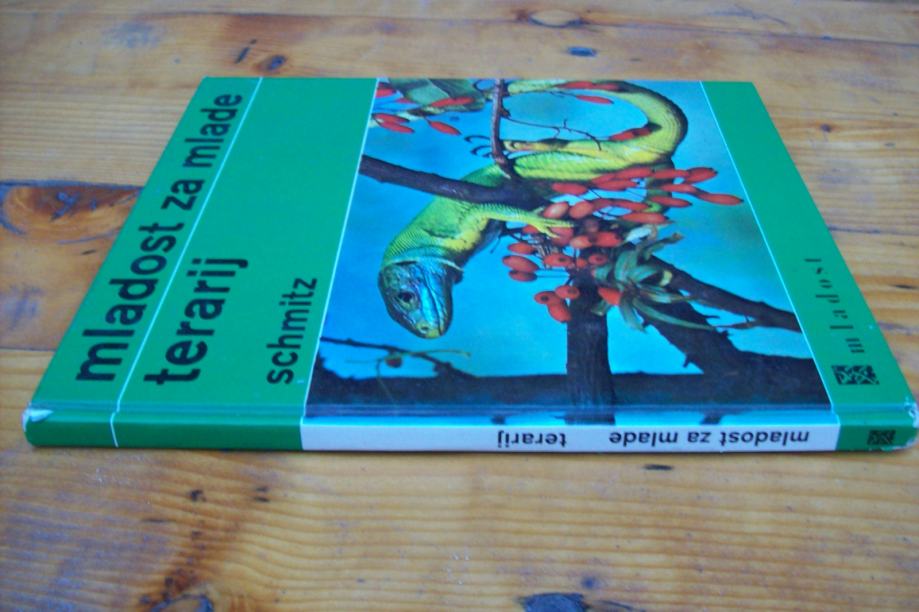 mladost za mlade
terarij
schmitz
mladost
mladost za mlade terarij